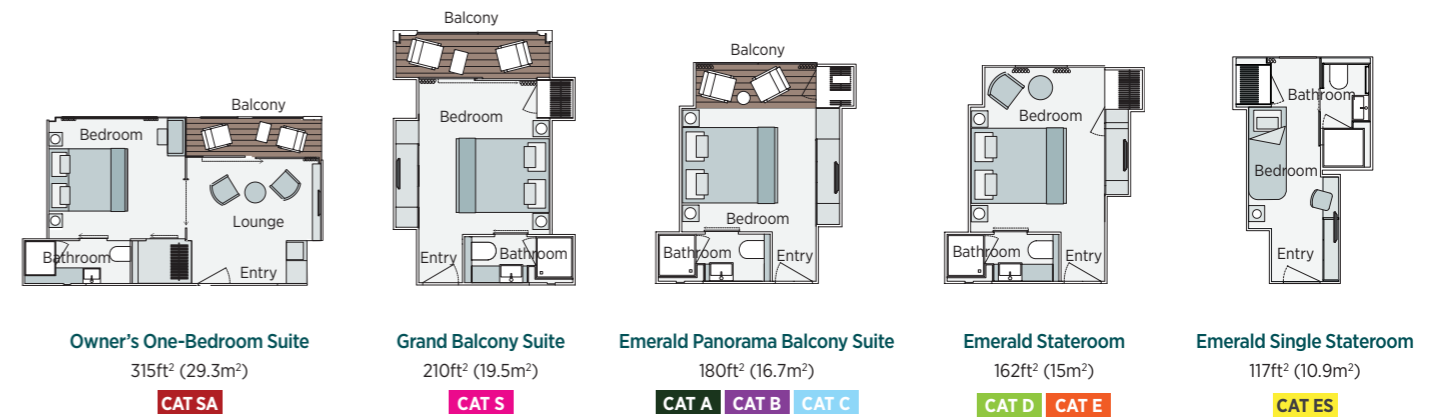 Balcony
Bedroom
Lounge
Bathroom
Entry
Owner's One-Bedroom Suite
315ft² (29.3m²)
CAT SA
Balcony
Bedroom
Entry
Bathroom
Grand Balcony Suite
210ft² (19.5m²)
CAT S
Balcony
Bedroom
Bathroom
Entry
Emerald Panorama Balcony Suite
180ft² (16.7m²)
CAT A CAT B CAT C
Bedroom
Bathroom
Entry
Emerald Stateroom
162ft² (15m²)
CAT D CAT E
Bathroom
Bedroom
Entry
Emerald Single Stateroom
117ft² (10.9m²)
CAT ES